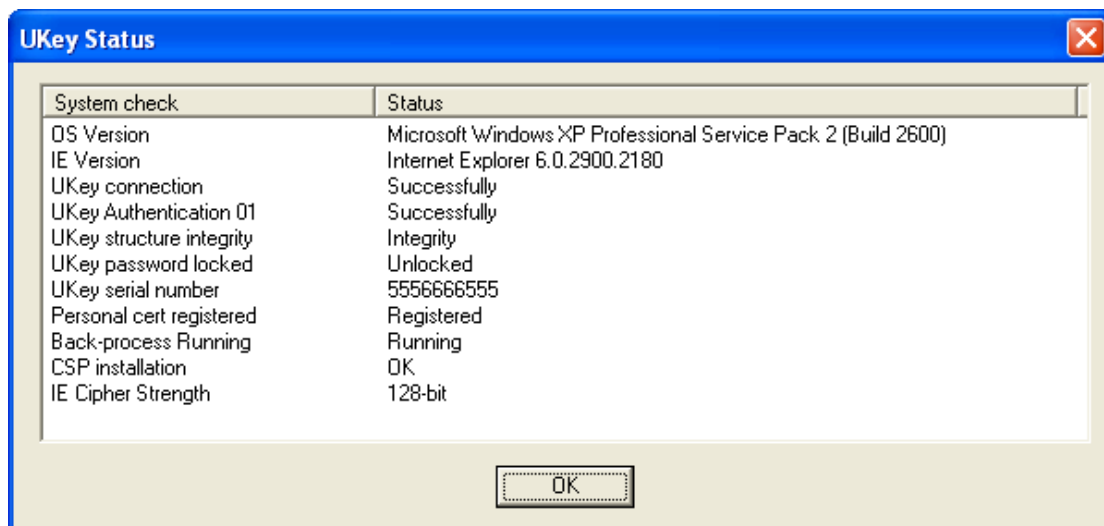 UKey Status
System check Status
OS Version Microsoft Windows XP Professional Service Pack 2 (Build 2600)
IE Version Internet Explorer 6.0.2900.2180
UKey connection Successfully
UKey Authentication 01 Successfully
UKey structure integrity Integrity
UKey password locked Unlocked
UKey serial number 5556666555
Personal cert registered Registered
Back-process Running Running
CSP installation OK
IE Cipher Strength 128-bit
OK